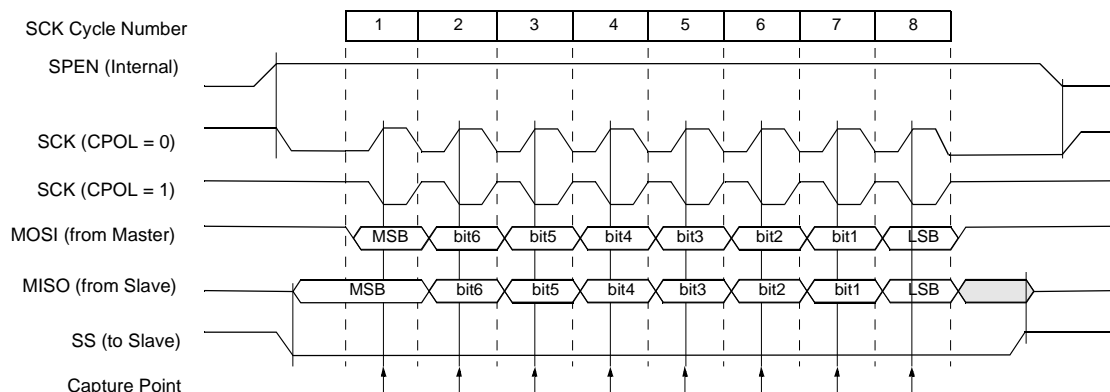 SCK Cycle Number 1 2 3 4 5 6 7 8
SPEN (Internal)
SCK (CPOL = 0)
SCK (CPOL = 1)
MOSI (from Master) MSB bit6 bit5 bit4 bit3 bit2 bit1 LSB
MISO (from Slave) MSB bit6 bit5 bit4 bit3 bit2 bit1 LSB
SS (to Slave)
Capture Point